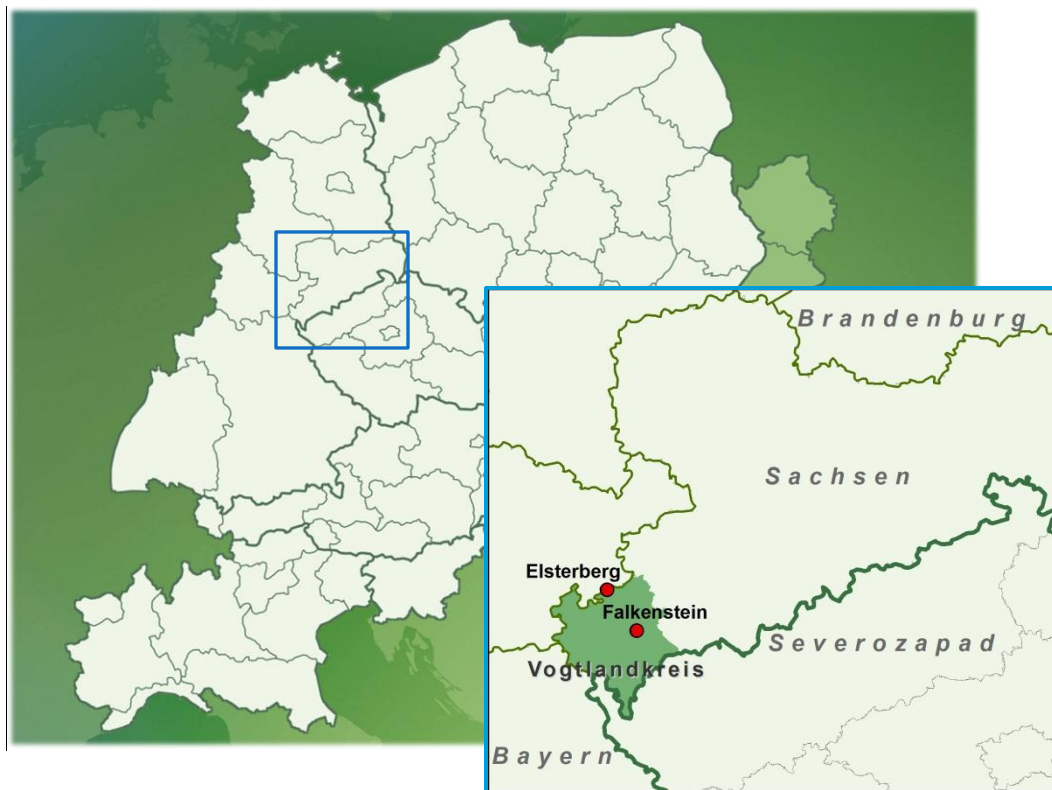 Brandenburg
Sachsen
Elsterberg
Falkenstein
Severozapad
Vogtlandkreis
Bayern